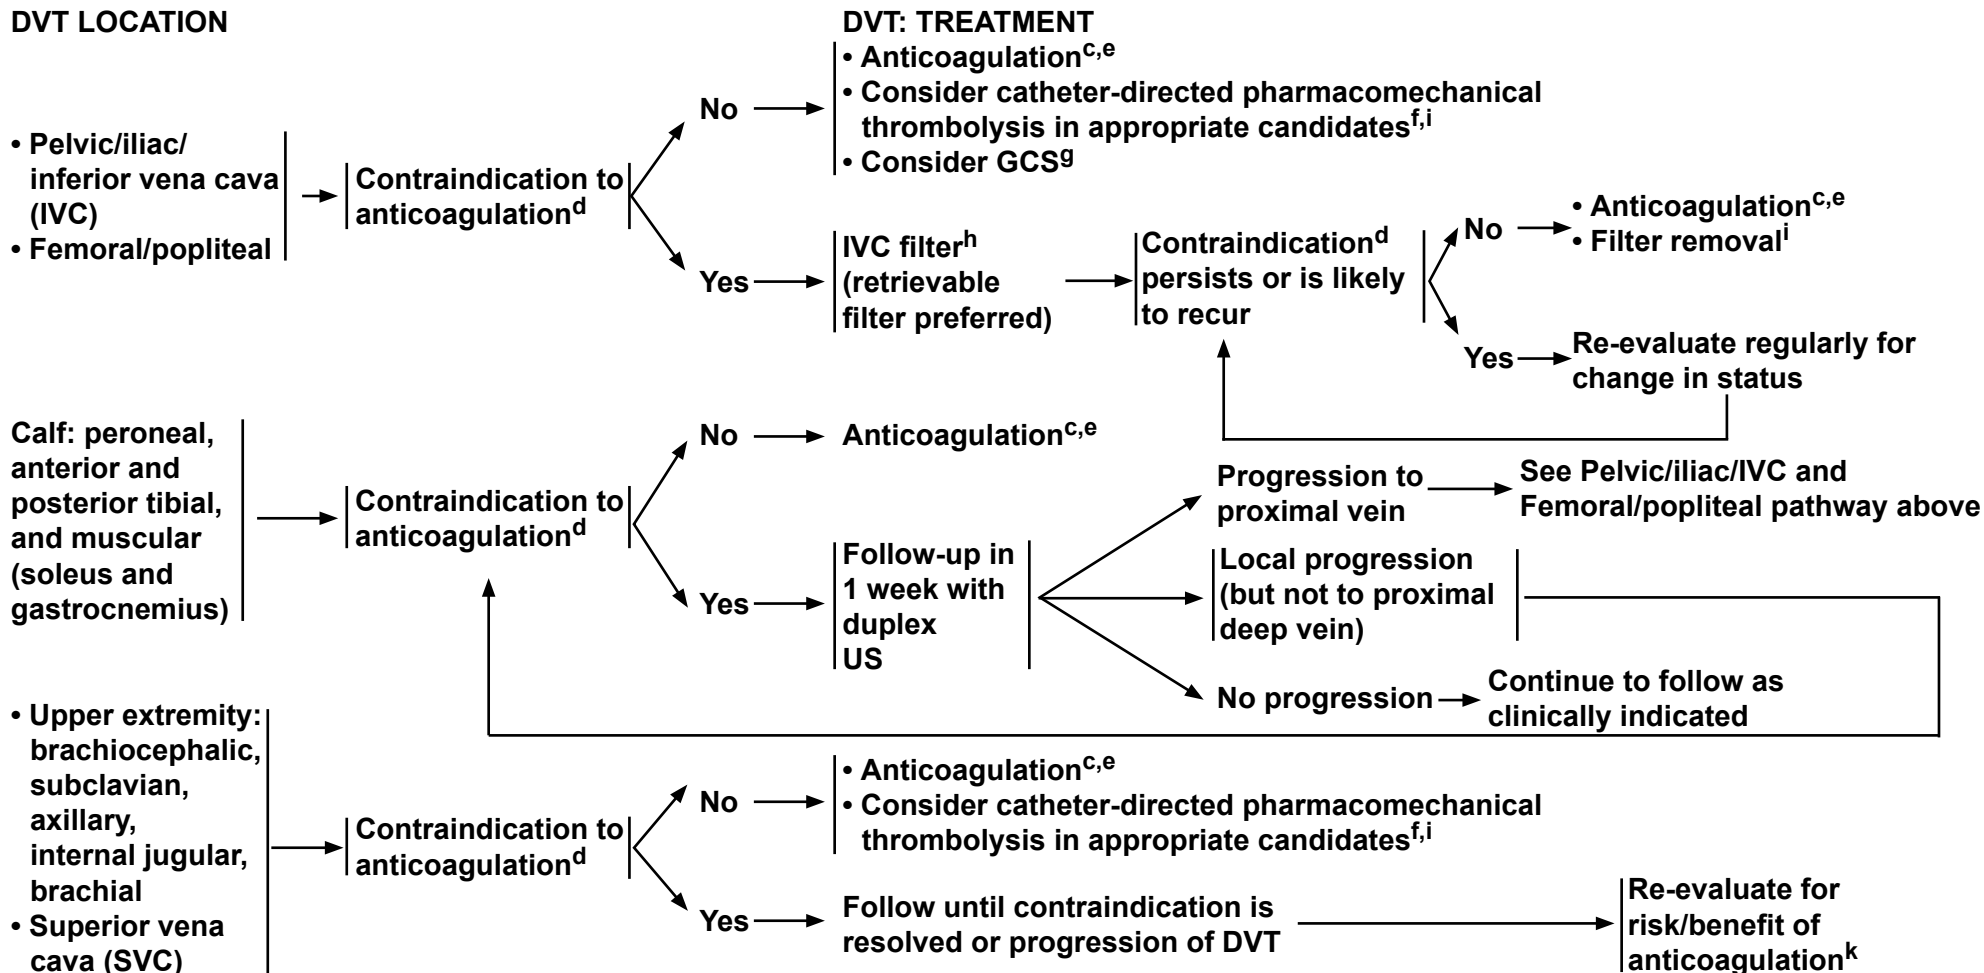 DVT LOCATION
DVT: TREATMENT
• Pelvic/iliac/
inferior vena cava
(IVC)
• Femoral/popliteal
Contraindication to
anticoagulationᵈ
No
• Anticoagulationᶜ,ᵉ
• Consider catheter-directed pharmacomechanical
thrombolysis in appropriate candidatesᶠ,ⁱ
• Consider GCSᵍ
Yes
IVC filterʰ
(retrievable
filter preferred)
Contraindicationᵈ
persists or is likely
to recur
No
• Anticoagulationᶜ,ᵉ
• Filter removalⁱ
Yes
Re-evaluate regularly for
change in status
Calf: peroneal,
anterior and
posterior tibial,
and muscular
(soleus and
gastrocnemius)
Contraindication to
anticoagulationᵈ
No
Anticoagulationᶜ,ᵉ
Yes
Follow-up in
1 week with
duplex
US
Progression to
proximal vein
See Pelvic/iliac/IVC and
Femoral/popliteal pathway above
Local progression
(but not to proximal
deep vein)
No progression
Continue to follow as
clinically indicated
• Upper extremity:
brachiocephalic,
subclavian,
axillary,
internal jugular,
brachial
• Superior vena
cava (SVC)
Contraindication to
anticoagulationᵈ
No
• Anticoagulationᶜ,ᵉ
• Consider catheter-directed pharmacomechanical
thrombolysis in appropriate candidatesᶠ,ⁱ
Yes
Follow until contraindication is
resolved or progression of DVT
Re-evaluate for
risk/benefit of
anticoagulationᵏ